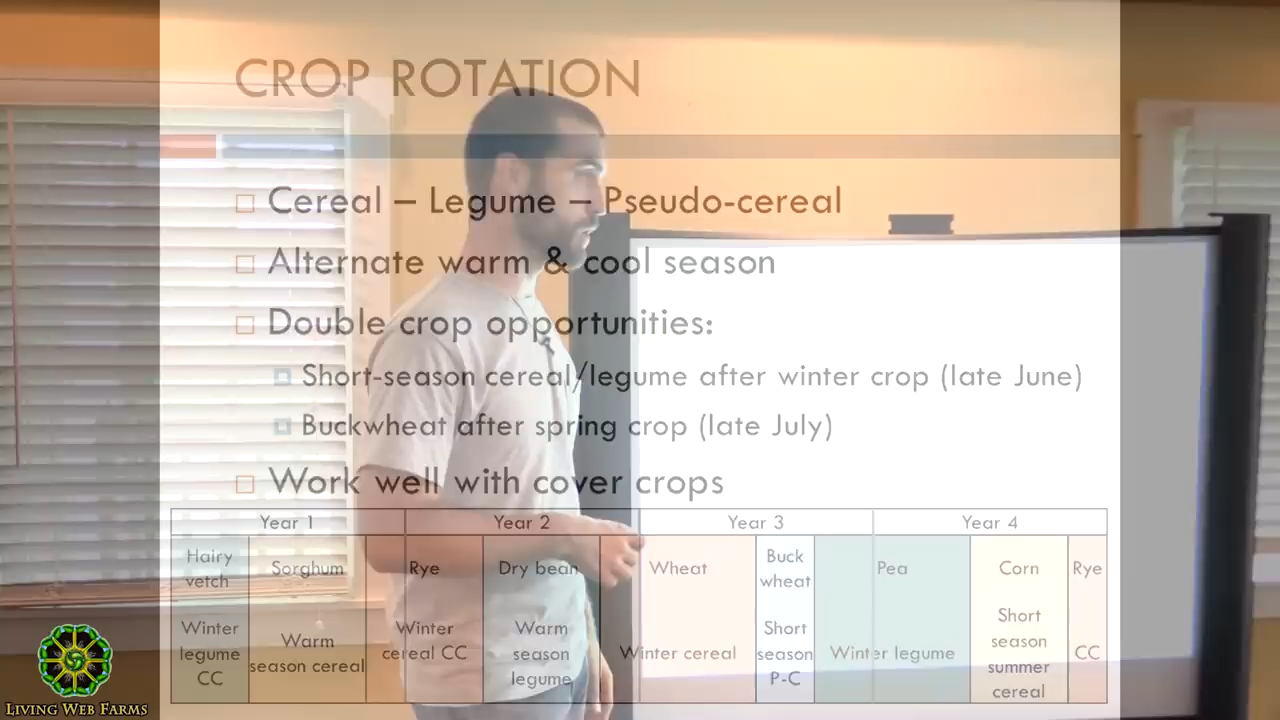 CROP ROTATION
Cereal – Legume – Pseudo-cereal
Alternate warm & cool season
Double crop opportunities:
Short-season cereal/legume after winter crop (late June)
Buckwheat after spring crop (late July)
Work well with cover crops
Year 1 Year 2 Year 3 Year 4
Hairy
vetch
Sorghum
Rye
Dry bean
Wheat
Buck
wheat
Pea
Corn
Rye
Winter
legume
CC
Warm
season cereal
Winter
cereal CC
Warm
season
legume
Winter cereal
Short
season
P-C
Winter legume
Short
season
summer
cereal
CC
LIVING WEB FARMS